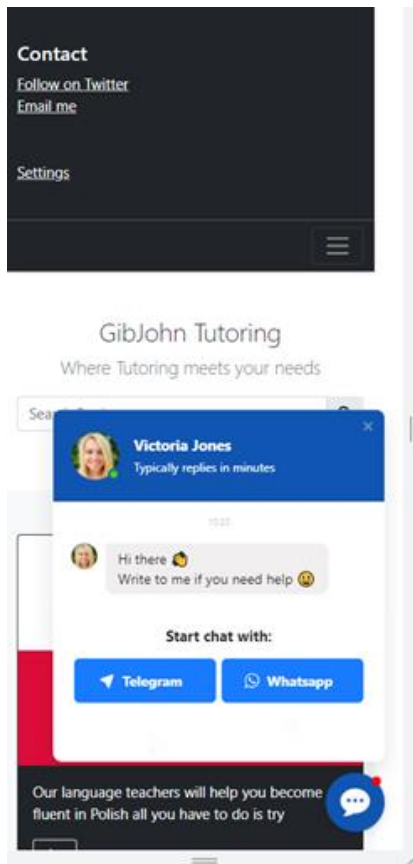 Contact
Follow on Twitter
Email me
Settings
GibJohn Tutoring
Where Tutoring meets your needs
Victoria Jones
Typically replies in minutes
Hi there
Write to me if you need help
Start chat with:
Telegram
Whatsapp
Our language teachers will help you become
fluent in Polish all you have to do is try